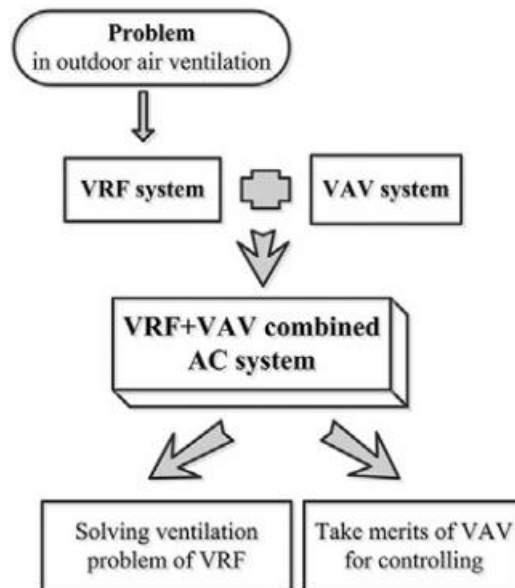 Problem
in outdoor air ventilation
VRF system
VAV system
VRF+VAV combined
AC system
Solving ventilation
problem of VRF
Take merits of VAV
for controlling